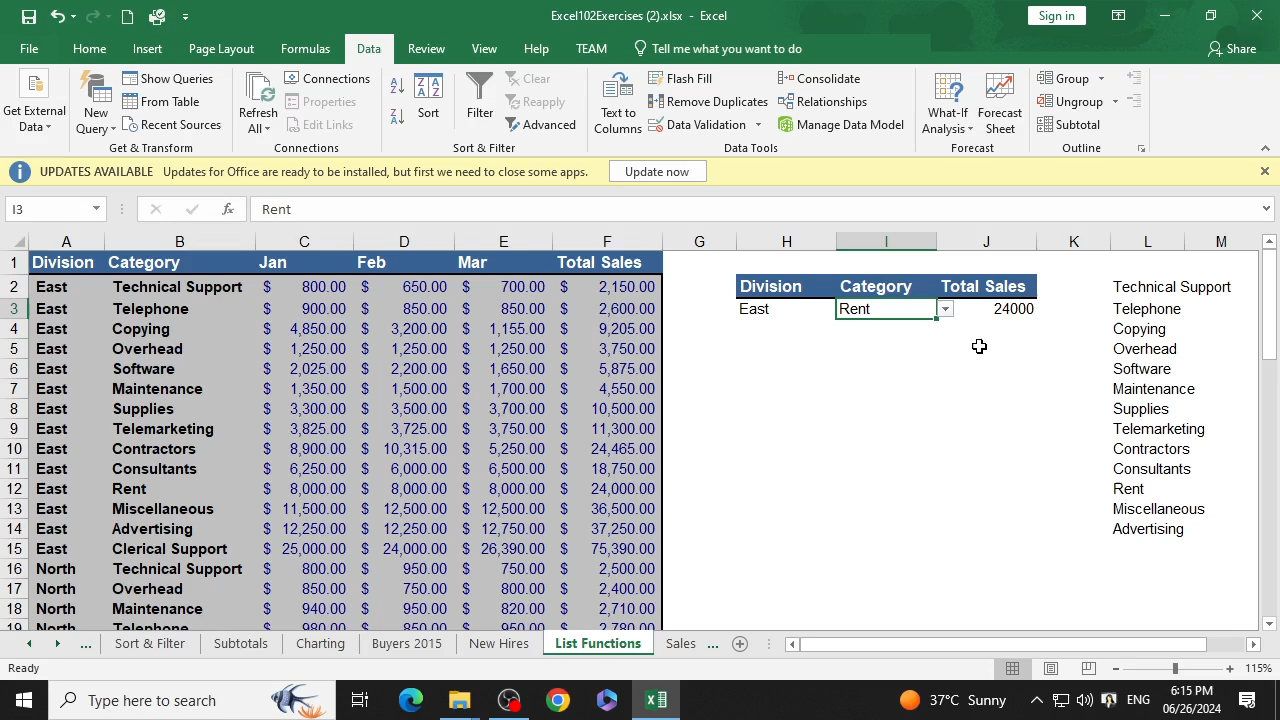 Excel102Exercises (2).xlsx - Excel
Sign in
File Home Insert Page Layout Formulas Data Review View Help TEAM Tell me what you want to do Share
Get External Data
New Query
Show Queries
From Table
Recent Sources
Get & Transform
Refresh All
Connections
Properties
Edit Links
Connections
Sort
Filter
Clear
Reapply
Advanced
Sort & Filter
Text to Columns
Flash Fill
Remove Duplicates
Data Validation
Consolidate
Relationships
Manage Data Model
Data Tools
What-If Analysis
Forecast Sheet
Forecast
Group
Ungroup
Subtotal
Outline
UPDATES AVAILABLE Updates for Office are ready to be installed, but first we need to close some apps. Update now
I3 fx Rent
A B C D E F G H I J K L M
1 Division Category Jan Feb Mar Total Sales
2 East Technical Support $ 800.00 $ 650.00 $ 700.00 $ 2,150.00 Division Category Total Sales Technical Support
3 East Telephone $ 900.00 $ 850.00 $ 850.00 $ 2,600.00 East Rent 24000 Telephone
4 East Copying $ 4,850.00 $ 3,200.00 $ 1,155.00 $ 9,205.00 Copying
5 East Overhead $ 1,250.00 $ 1,250.00 $ 1,250.00 $ 3,750.00 Overhead
6 East Software $ 2,025.00 $ 2,200.00 $ 1,650.00 $ 5,875.00 Software
7 East Maintenance $ 1,350.00 $ 1,500.00 $ 1,700.00 $ 4,550.00 Maintenance
8 East Supplies $ 3,300.00 $ 3,500.00 $ 3,700.00 $ 10,500.00 Supplies
9 East Telemarketing $ 3,825.00 $ 3,725.00 $ 3,750.00 $ 11,300.00 Telemarketing
10 East Contractors $ 8,900.00 $ 10,315.00 $ 5,250.00 $ 24,465.00 Contractors
11 East Consultants $ 6,250.00 $ 6,000.00 $ 6,500.00 $ 18,750.00 Consultants
12 East Rent $ 8,000.00 $ 8,000.00 $ 8,000.00 $ 24,000.00 Rent
13 East Miscellaneous $ 11,500.00 $ 12,500.00 $ 12,500.00 $ 36,500.00 Miscellaneous
14 East Advertising $ 12,250.00 $ 12,250.00 $ 12,750.00 $ 37,250.00 Advertising
15 East Clerical Support $ 25,000.00 $ 24,000.00 $ 26,390.00 $ 75,390.00
16 North Technical Support $ 800.00 $ 950.00 $ 750.00 $ 2,500.00
17 North Overhead $ 850.00 $ 750.00 $ 800.00 $ 2,400.00
18 North Maintenance $ 940.00 $ 950.00 $ 820.00 $ 2,710.00
19 North Telephone $ 980.00 $ 850.00 $ 950.00 $ 2,780.00
... Sort & Filter Subtotals Charting Buyers 2015 New Hires List Functions Sales ...
Ready 115%
Type here to search 37°C Sunny ENG 6:15 PM
06/26/2024